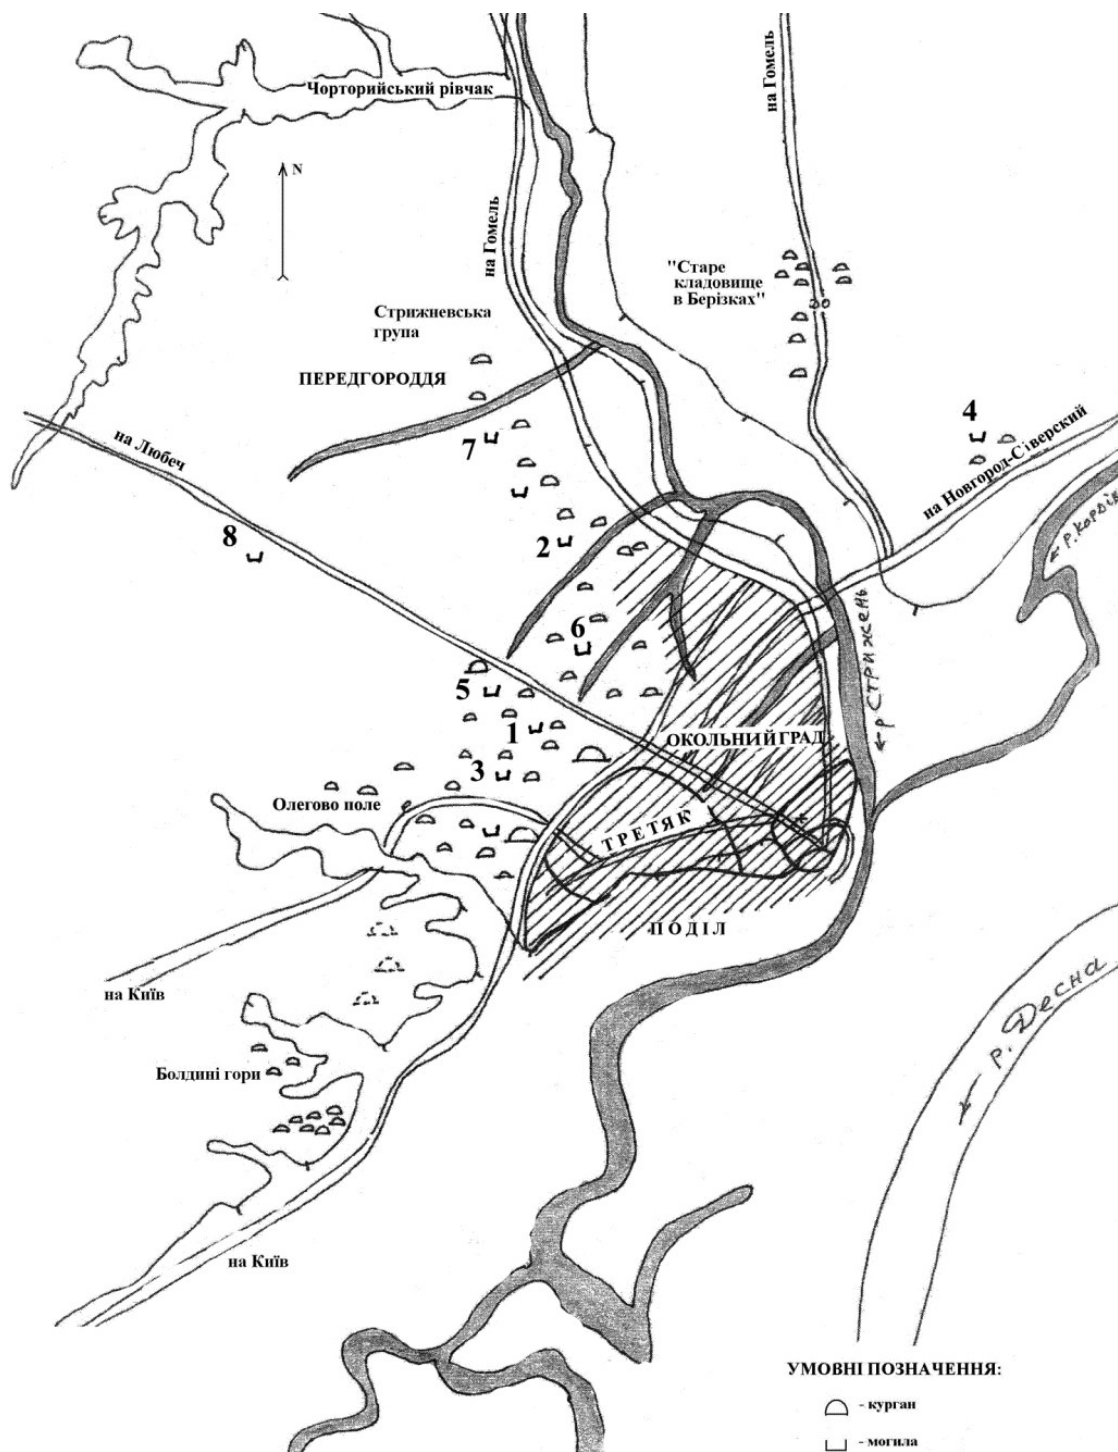 Чорторийський рівчак
N
на Гомель
на Гомель
"Старе
кладовище
в Берізках"
Стрижневська
група
ПЕРЕДГОРОДДЯ
7
4
на Любеч
на Новгород-Сіверский
8
2
6
5
1
3
р. Стрижень
ОКОЛЬНИЙ ГРАД
Олегово поле
ТРЕТЯК
ПОДІЛ
на Київ
р. Десна
Болдині гори
на Київ
УМОВНІ ПОЗНАЧЕННЯ:
- курган
- могила